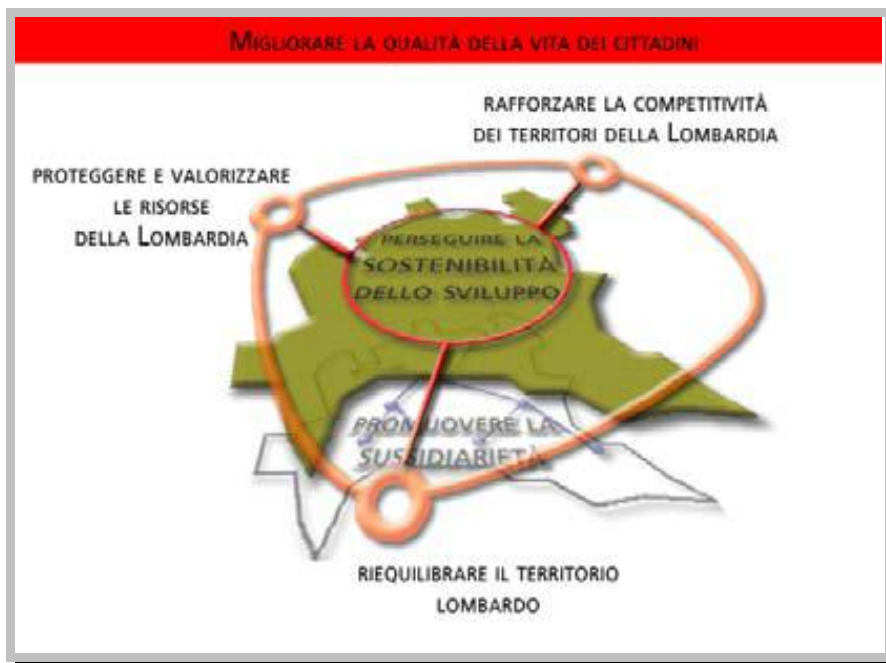 MIGLIORARE LA QUALITÀ DELLA VITA DEI CITTADINI
RAFFORZARE LA COMPETITIVITÀ
DEI TERRITORI DELLA LOMBARDIA
PROTEGGERE E VALORIZZARE
LE RISORSE
DELLA LOMBARDIA
PERSEGUIRE LA
SOSTENIBILITÀ
DELLO SVILUPPO
PROMUOVERE LA
SUSSIDIARIETÀ
RIEQUILIBRARE IL TERRITORIO
LOMBARDO